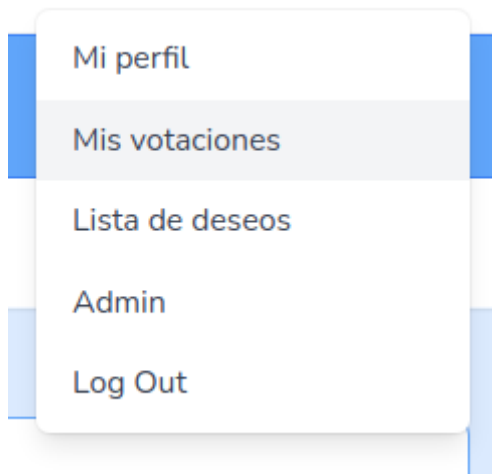 Mi perfil
Mis votaciones
Lista de deseos
Admin
Log Out